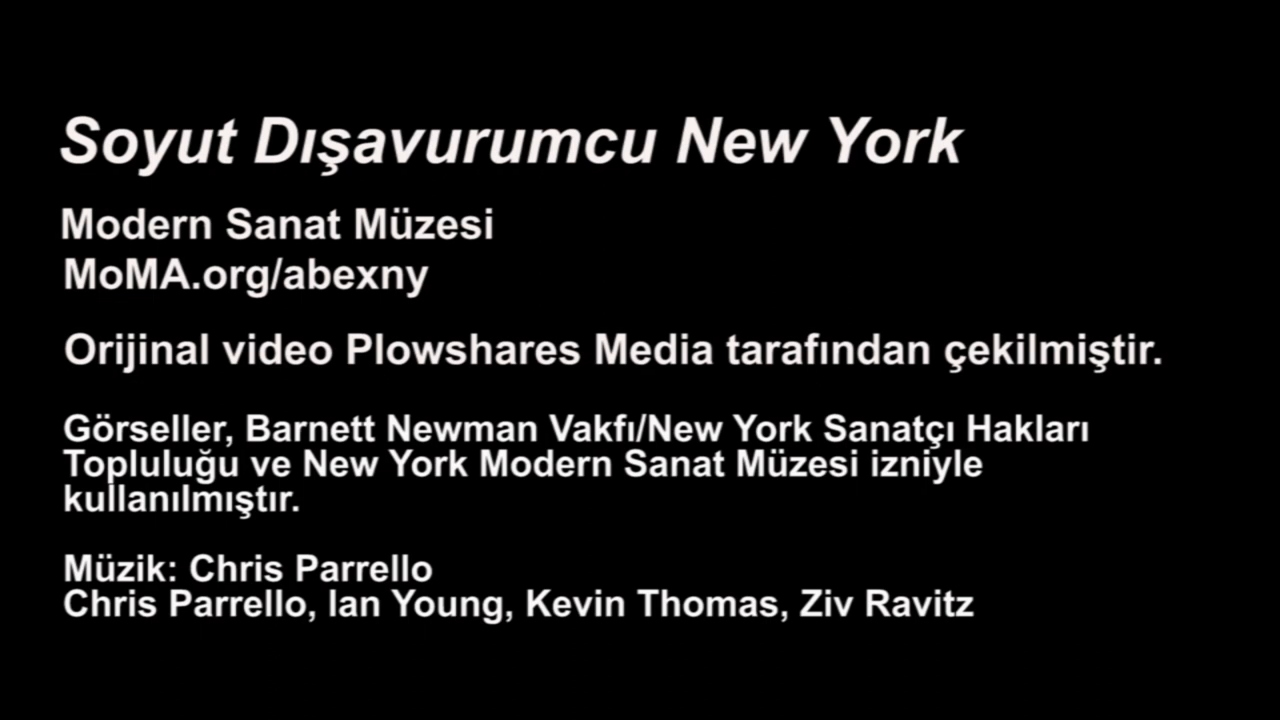 Soyut Dışavurumcu New York
Modern Sanat Müzesi
MoMA.org/abexny
Orijinal video Plowshares Media tarafından çekilmiştir.
Görseller, Barnett Newman Vakfı/New York Sanatçı Hakları
Topluluğu ve New York Modern Sanat Müzesi izniyle
kullanılmıştır.
Müzik: Chris Parrello
Chris Parrello, Ian Young, Kevin Thomas, Ziv Ravitz